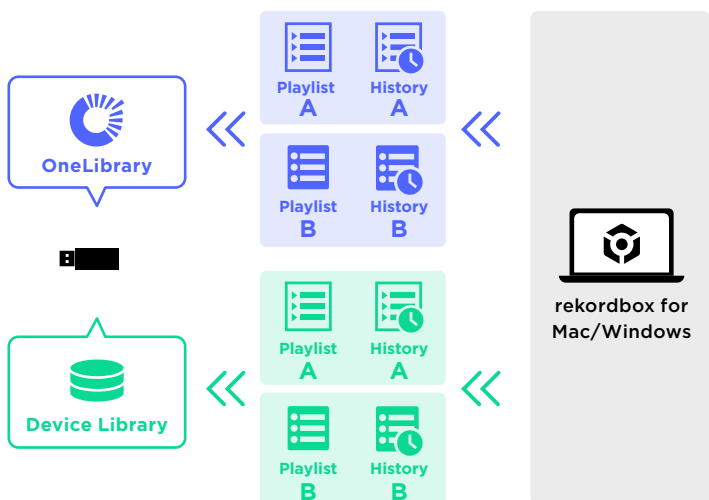 Playlist
A
History
A
OneLibrary
Playlist
B
History
B
rekordbox for
Mac/Windows
Playlist
A
History
A
Device Library
Playlist
B
History
B